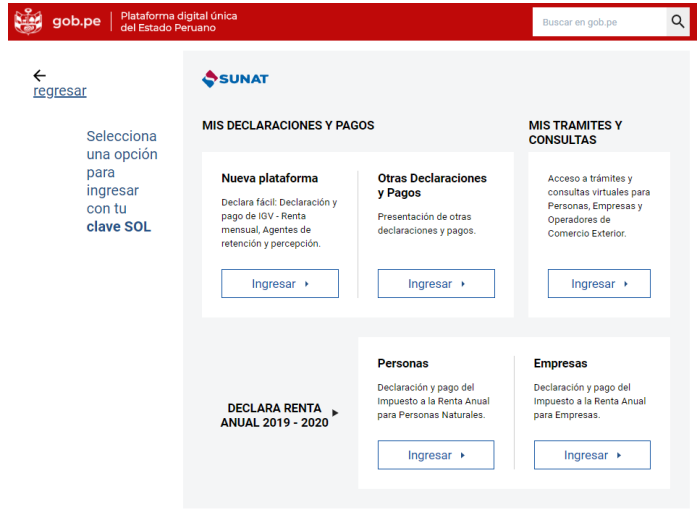 gob.pe
Plataforma digital única
del Estado Peruano
Buscar en gob.pe
regresar
Selecciona
una opción
para
ingresar
con tu
clave SOL
SUNAT
MIS DECLARACIONES Y PAGOS
Nueva plataforma
Declara fácil: Declaración y
pago de IGV - Renta
mensual, Agentes de
retención y percepción.
Ingresar
Otras Declaraciones
y Pagos
Presentación de otras
declaraciones y pagos.
Ingresar
MIS TRAMITES Y
CONSULTAS
Acceso a trámites y
consultas virtuales para
Personas, Empresas y
Operadores de
Comercio Exterior.
Ingresar
DECLARA RENTA
ANUAL 2019 - 2020
Personas
Declaración y pago del
Impuesto a la Renta Anual
para Personas Naturales.
Ingresar
Empresas
Declaración y pago del
Impuesto a la Renta Anual
para Empresas.
Ingresar